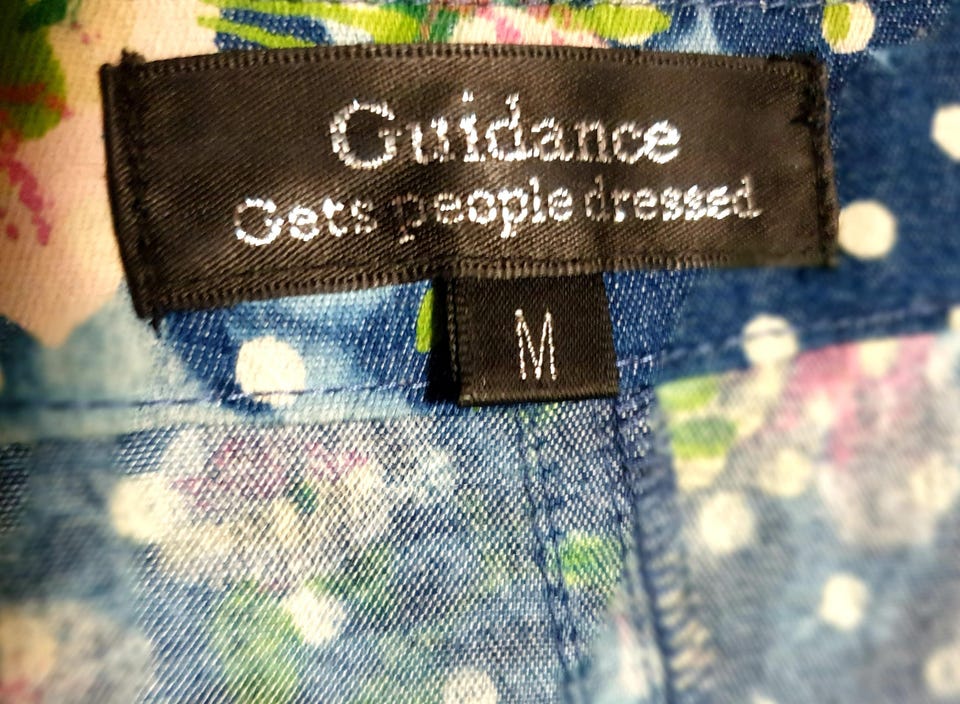 Guidance
Gets people dressed
M